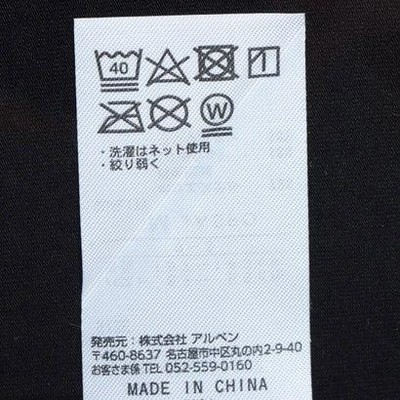 40
W
・洗濯はネット使用
・絞り弱く
発売元：株式会社 アルペン
〒460-8637 名古屋市中区丸の内2-9-40
お客さま係 TEL 052-559-0160
MADE IN CHINA